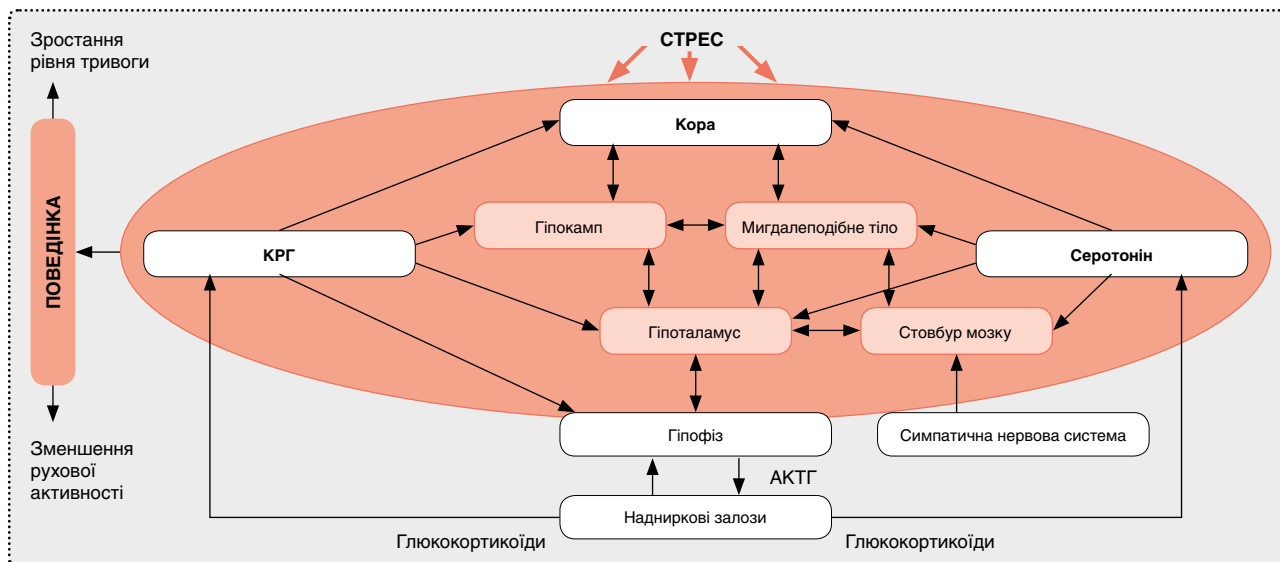 СТРЕС
Зростання
рівня тривоги
Кора
ПОВЕДІНКА
Гіпокамп
Мигдалеподібне тіло
КРГ
Серотонін
Гіпоталамус
Стовбур мозку
Гіпофіз
Симпатична нервова система
Зменшення
рухової
активності
АКТГ
Надниркові залози
Глюкокортикоїди
Глюкокортикоїди